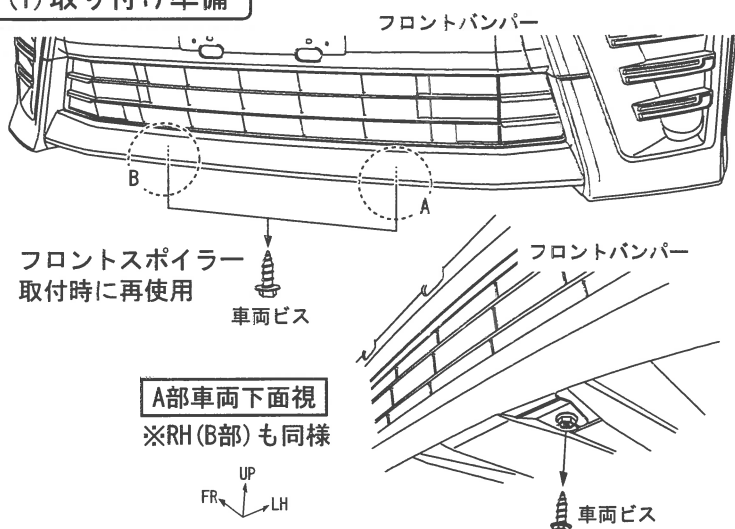 (1)取り付け準備
フロントバンパー
B
A
フロントスポイラー
取付時に再使用
車両ビス
フロントバンパー
A部車両下面視
※RH(B部)も同様
UP
FR
LH
車両ビス